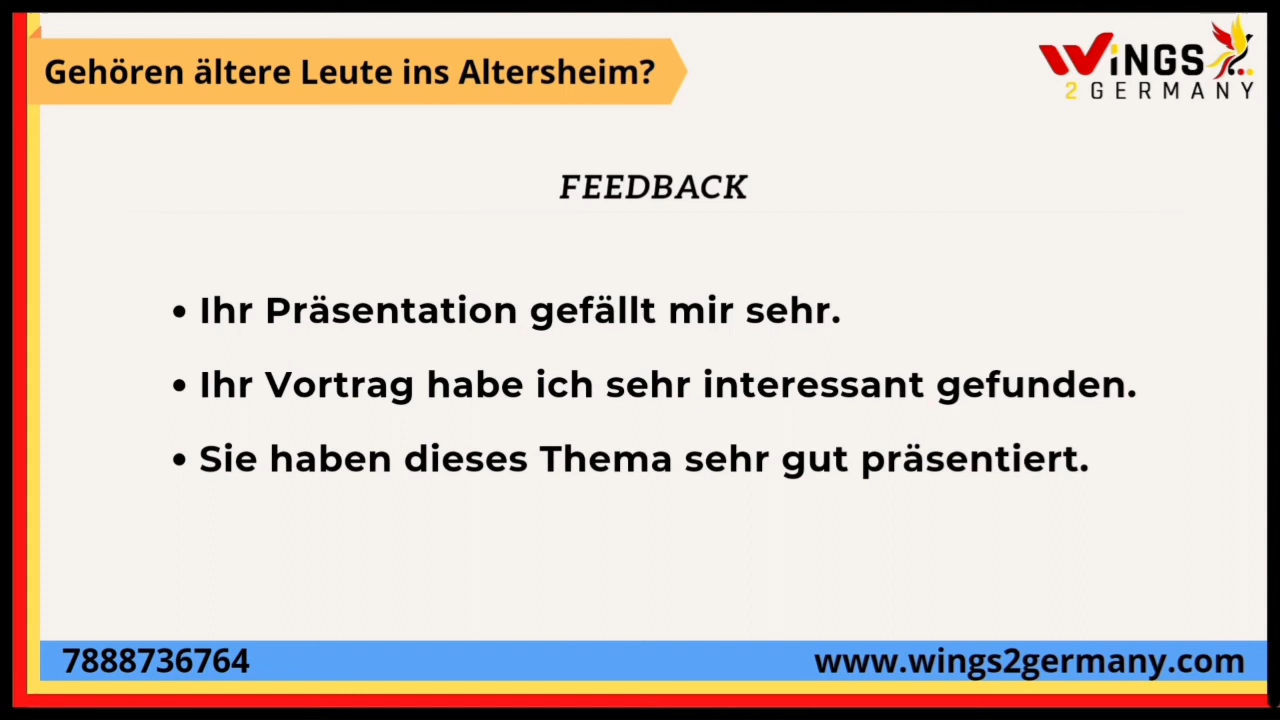 Gehören ältere Leute ins Altersheim?
WiNGS
2 GERMANY
FEEDBACK
• Ihr Präsentation gefällt mir sehr.
• Ihr Vortrag habe ich sehr interessant gefunden.
• Sie haben dieses Thema sehr gut präsentiert.
7888736764
www.wings2germany.com